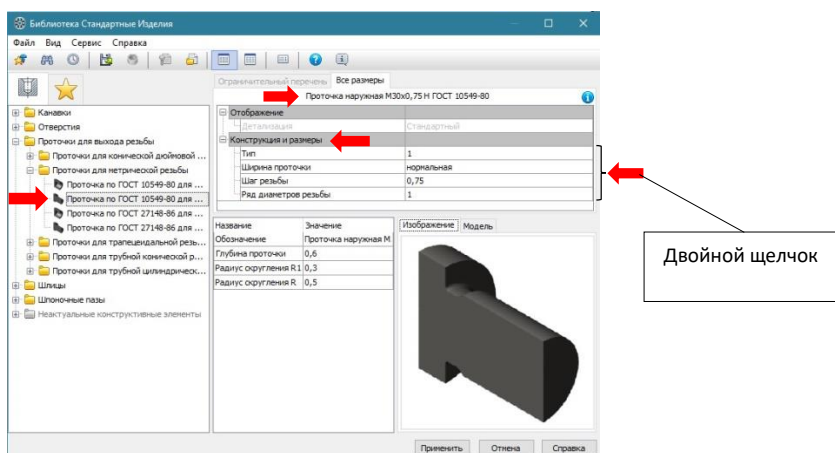 Библиотека Стандартные Изделия
Файл Вид Сервис Справка
Ограничительный перечень Все размеры
Проточка наружная М30х0,75 Н ГОСТ 10549-80
Канавки
Отверстия
Проточки для выхода резьбы
Проточки для конической дюймовой ...
Проточки для метрической резьбы
Проточка по ГОСТ 10549-80 для ...
Проточка по ГОСТ 10549-80 для ...
Проточка по ГОСТ 27148-86 для ...
Проточка по ГОСТ 27148-86 для ...
Проточки для трапецеидальной резь...
Проточки для трубной конической р...
Проточки для трубной цилиндрическ...
Шлицы
Шпоночные пазы
Неактуальные конструктивные элементы
Отображение
Детализация Стандартный
Конструкция и размеры
Тип 1
Ширина проточки нормальная
Шаг резьбы 0,75
Ряд диаметров резьбы 1
Название Значение
Обозначение Проточка наружная М
Глубина проточки 0,6
Радиус скругления R1 0,3
Радиус скругления R 0,5
Изображение Модель
Применить Отмена Справка
Двойной щелчок